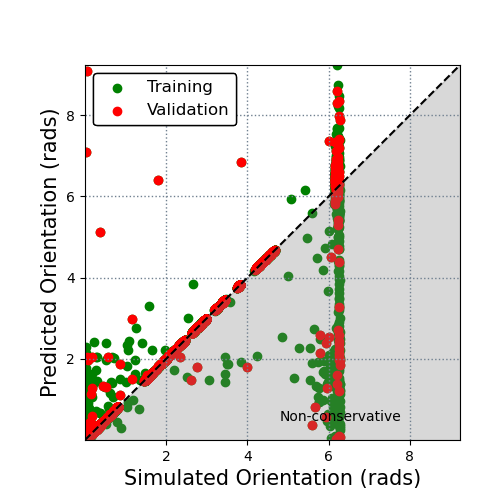 Training
Validation
Predicted Orientation (rads)
8
6
4
2
Non-conservative
2
4
6
8
Simulated Orientation (rads)